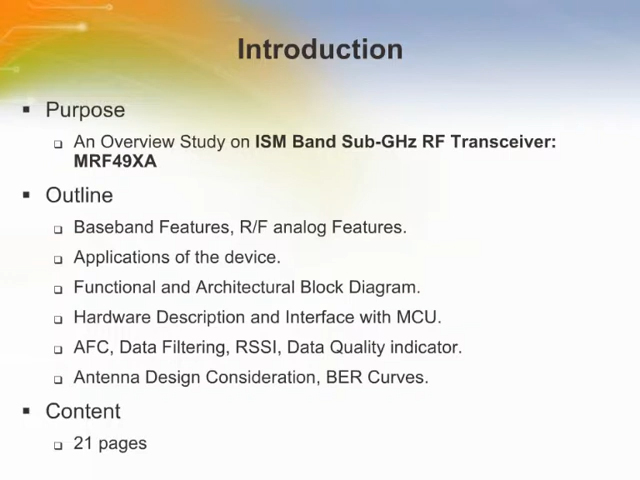 Introduction
Purpose
An Overview Study on ISM Band Sub-GHz RF Transceiver:
MRF49XA
Outline
Baseband Features, R/F analog Features.
Applications of the device.
Functional and Architectural Block Diagram.
Hardware Description and Interface with MCU.
AFC, Data Filtering, RSSI, Data Quality indicator.
Antenna Design Consideration, BER Curves.
Content
21 pages